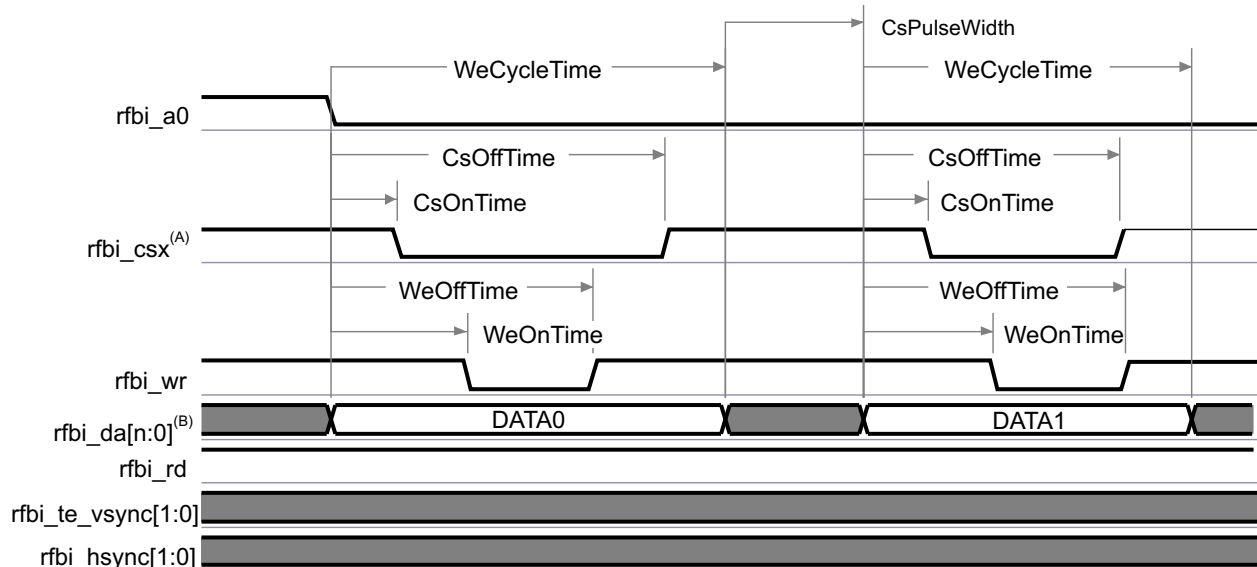 CsPulseWidth
WeCycleTime WeCycleTime
rfbi_a0
CsOffTime CsOffTime
CsOnTime CsOnTime
rfbi_csx(A)
WeOffTime WeOffTime
WeOnTime WeOnTime
rfbi_wr
rfbi_da[n:0](B) DATA0 DATA1
rfbi_rd
rfbi_te_vsync[1:0]
rfbi_hsync[1:0]